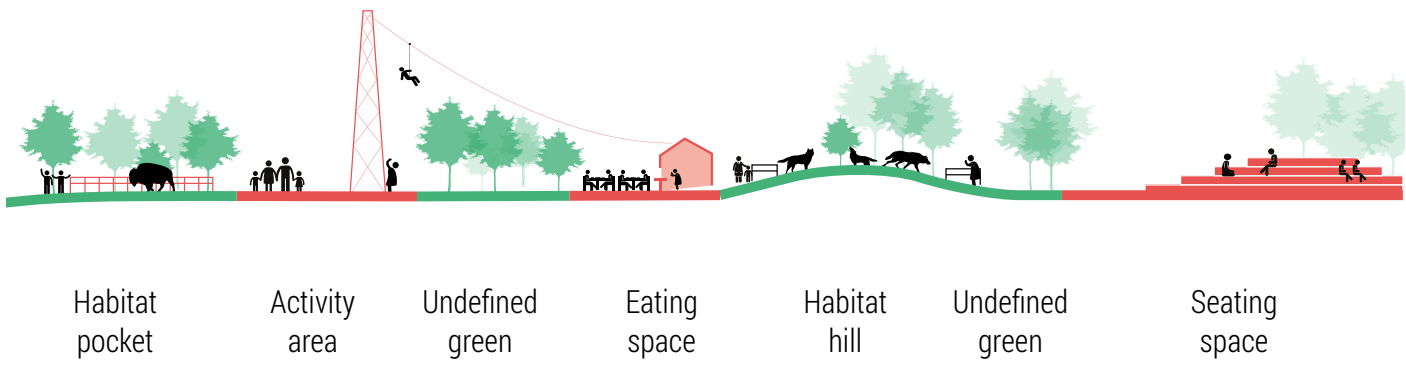 Habitat
pocket
Activity
area
Undefined
green
Eating
space
Habitat
hill
Undefined
green
Seating
space